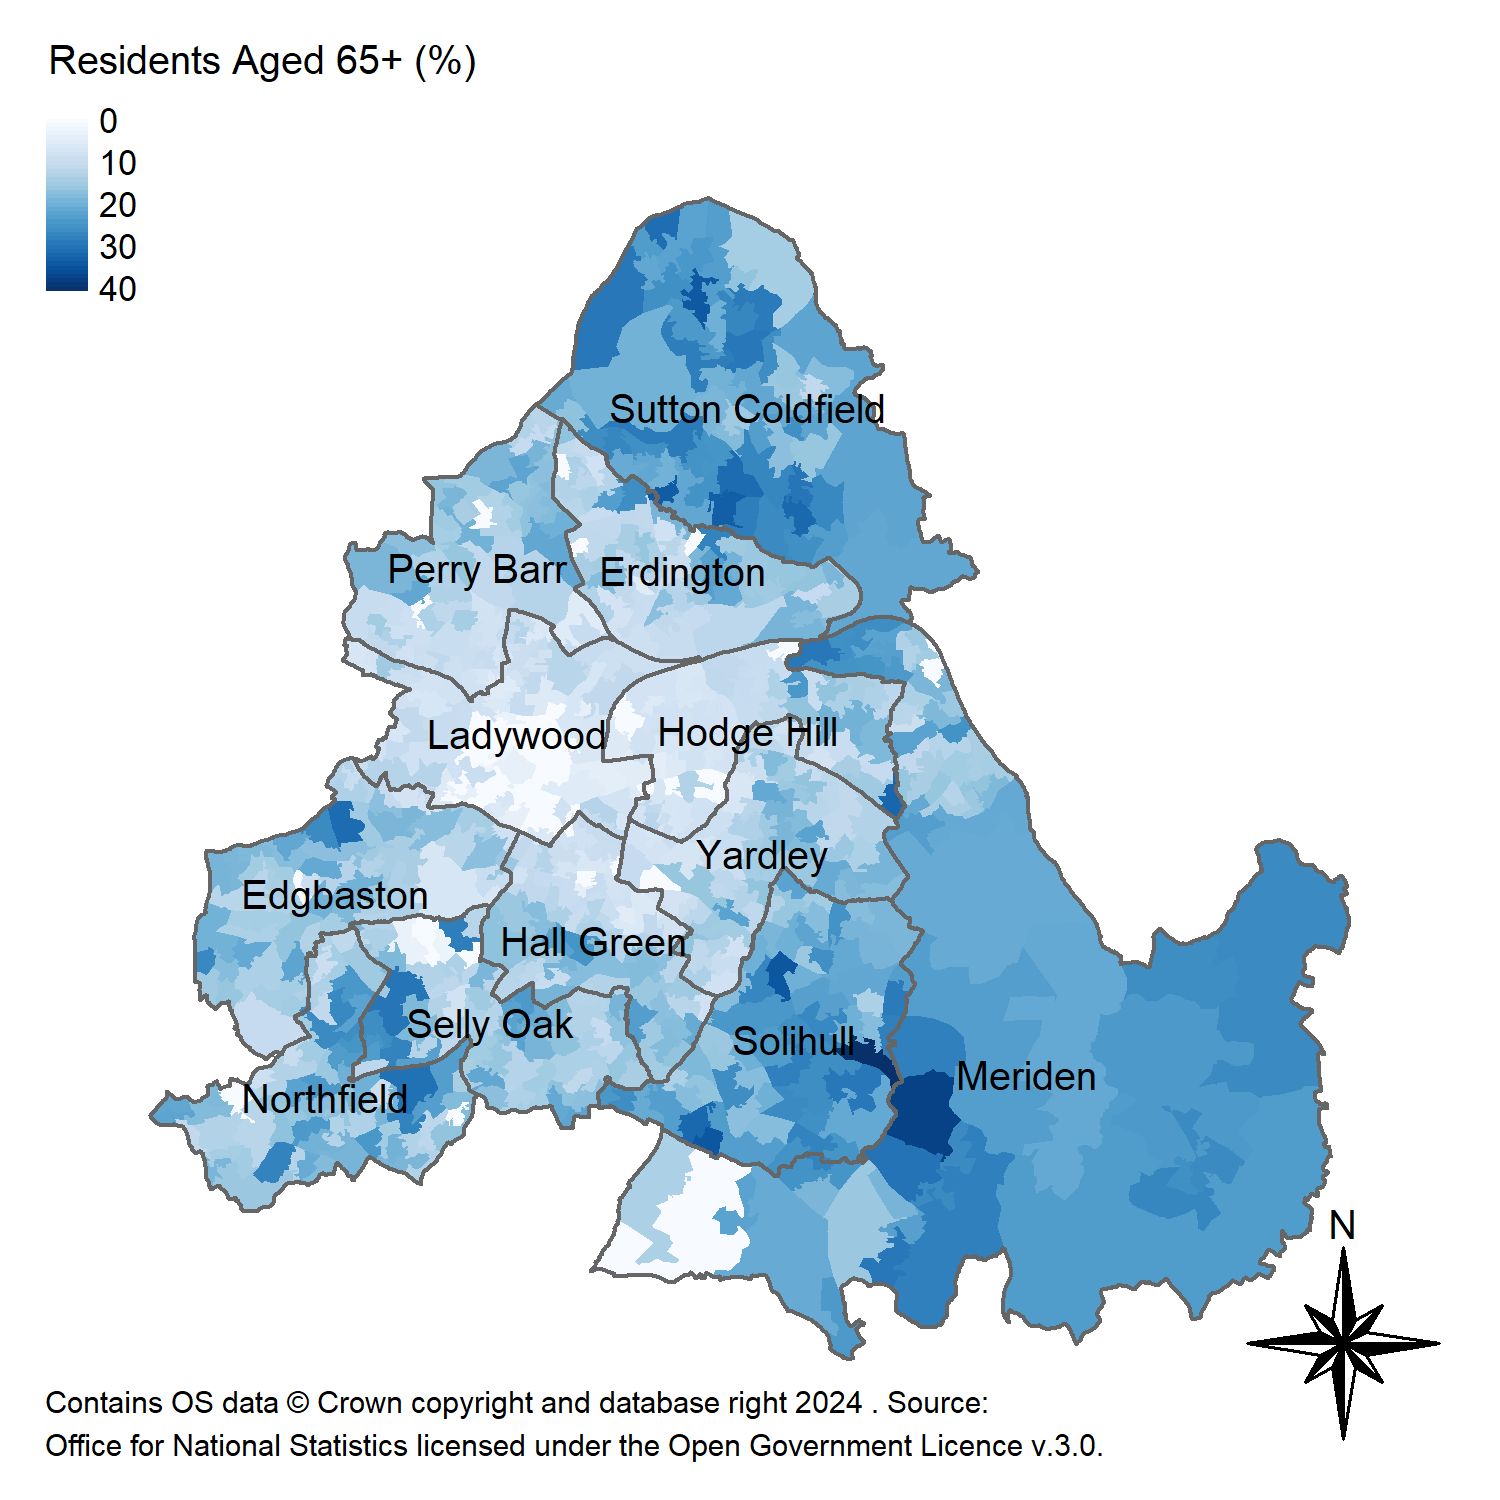 Residents Aged 65+ (%)
0
10
20
30
40
Sutton Coldfield
Perry Barr
Erdington
Ladywood
Hodge Hill
Yardley
Edgbaston
Hall Green
Selly Oak
Solihull
Meriden
Northfield
N
Contains OS data © Crown copyright and database right 2024 . Source:
Office for National Statistics licensed under the Open Government Licence v.3.0.